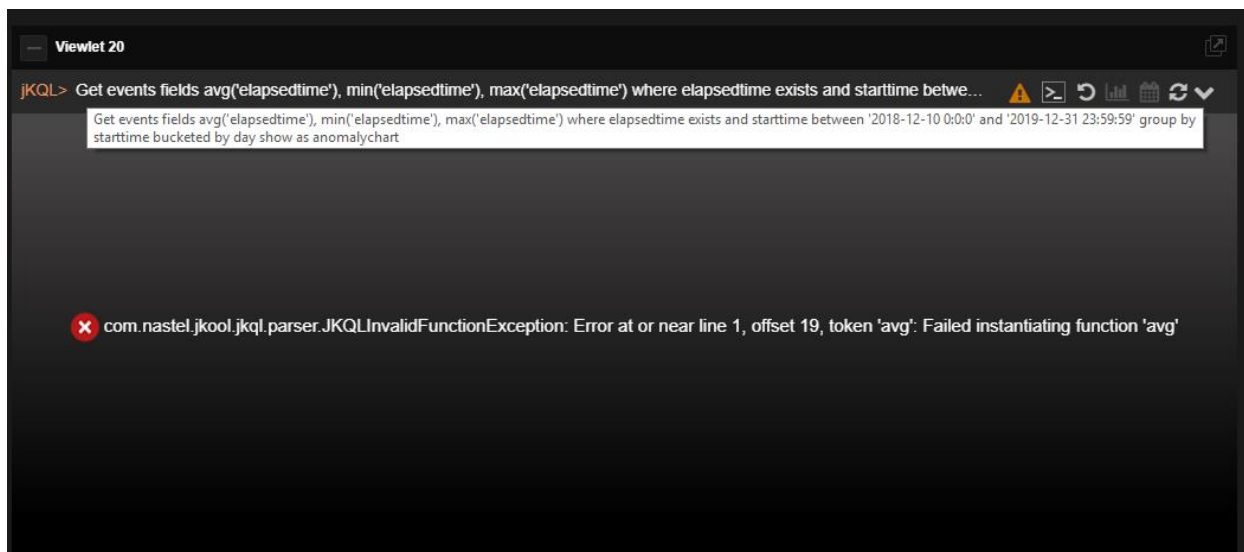 Viewlet 20
jKQL> Get events fields avg('elapsedtime'), min('elapsedtime'), max('elapsedtime') where elapsedtime exists and starttime betwe...
Get events fields avg('elapsedtime'), min('elapsedtime'), max('elapsedtime') where elapsedtime exists and starttime between '2018-12-10 0:0:0' and '2019-12-31 23:59:59' group by
starttime bucketed by day show as anomalychart
com.nastel.jkool.jkql.parser.JKQLInvalidFunctionException: Error at or near line 1, offset 19, token 'avg': Failed instantiating function 'avg'